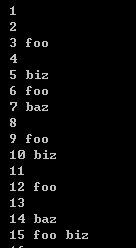 1
2
3 foo
4
5 biz
6 foo
7 baz
8
9 foo
10 biz
11
12 foo
13
14 baz
15 foo biz